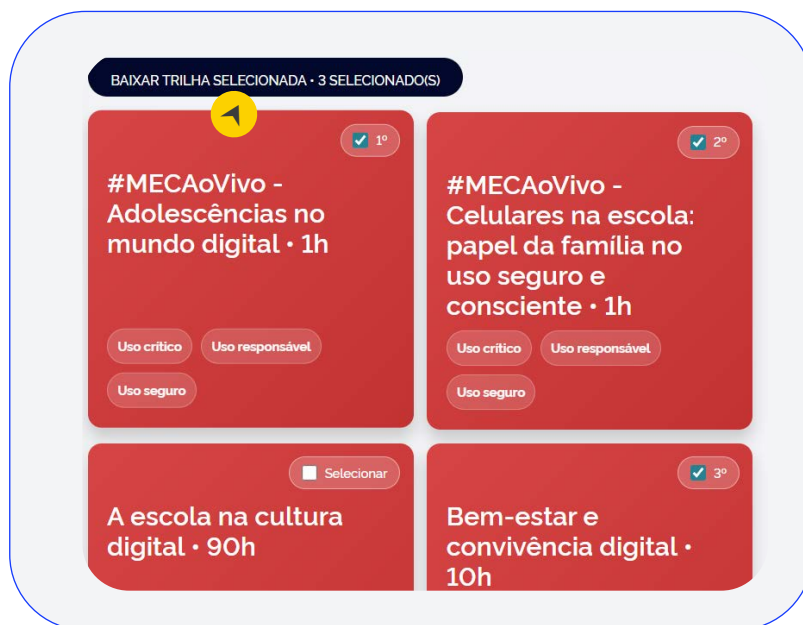 BAIXAR TRILHA SELECIONADA • 3 SELECIONADO(S)
1º
#MECAoVivo -
Adolescências no
mundo digital • 1h
Uso crítico
Uso responsável
Uso seguro
2º
#MECAoVivo -
Celulares na escola:
papel da família no
uso seguro e
consciente • 1h
Uso crítico
Uso responsável
Uso seguro
Selecionar
A escola na cultura
digital • 90h
3º
Bem-estar e
convivência digital •
10h